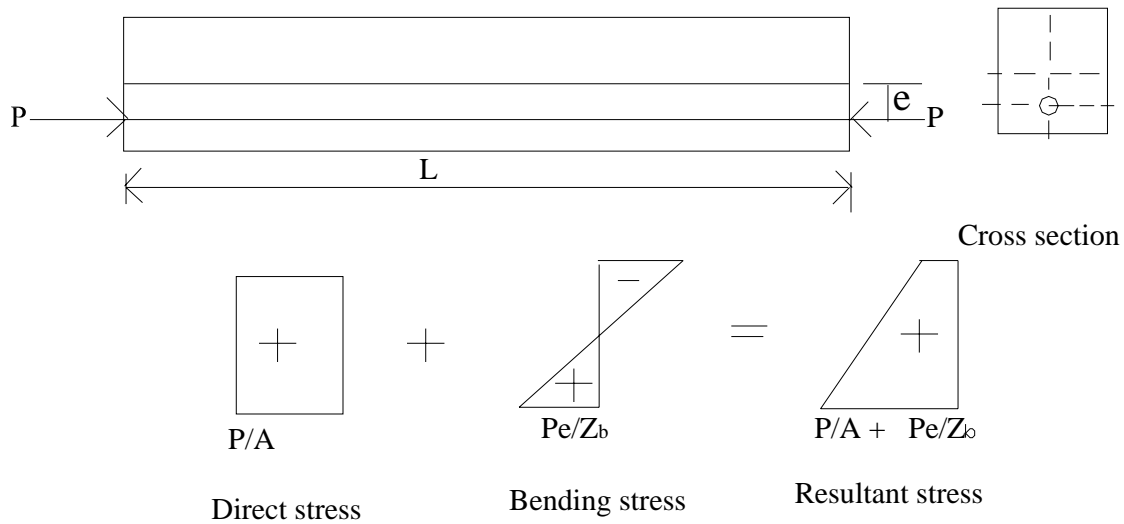 P
e
P
L
Cross section
+
+
−
+
=
+
P/A
Pe/Zb
P/A + Pe/Zb
Direct stress
Bending stress
Resultant stress